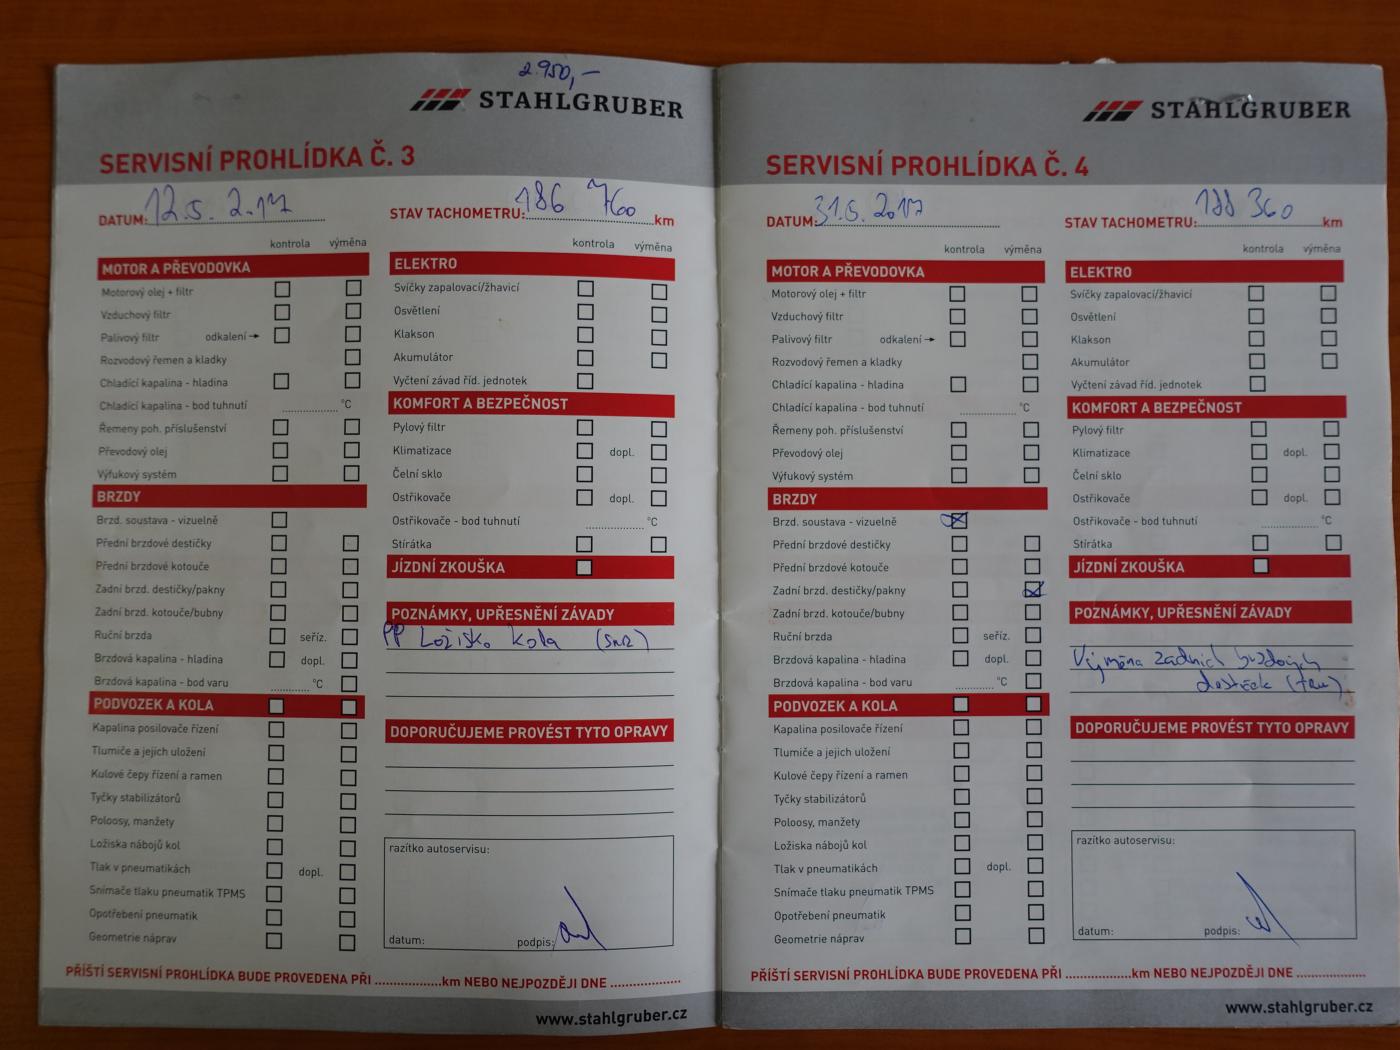 2.950,-
STAHLGRUBER
SERVISNÍ PROHLÍDKA Č. 3
DATUM: 12.5. 2.17 STAV TACHOMETRU: 186 760 km
kontrola výměna kontrola výměna
MOTOR A PŘEVODOVKA
Motorový olej + filtr
Vzduchový filtr
Palivový filtr odkalení →
Rozvodový řemen a kladky
Chladící kapalina - hladina
Chladící kapalina - bod tuhnutí ............... °C
Řemeny poh. příslušenství
Převodový olej
Výfukový systém
BRZDY
Brzd. soustava - vizuelně
Přední brzdové destičky
Přední brzdové kotouče
Zadní brzd. destičky/pakny
Zadní brzd. kotouče/bubny
Ruční brzda seříz.
Brzdová kapalina - hladina dopl.
Brzdová kapalina - bod varu ............ °C
PODVOZEK A KOLA
Kapalina posilovače řízení
Tlumiče a jejich uložení
Kulové čepy řízení a ramen
Tyčky stabilizátorů
Poloosy, manžety
Ložiska nábojů kol
Tlak v pneumatikách dopl.
Snímače tlaku pneumatik TPMS
Opotřebení pneumatik
Geometrie náprav
ELEKTRO
Svíčky zapalovací/žhavicí
Osvětlení
Klakson
Akumulátor
Vyčtení závad říd. jednotek
KOMFORT A BEZPEČNOST
Pylový filtr
Klimatizace dopl.
Čelní sklo
Ostřikovače dopl.
Ostřikovače - bod tuhnutí ............... °C
Stírátka
JÍZDNÍ ZKOUŠKA
POZNÁMKY, UPŘESNĚNÍ ZÁVADY
PP Ložisko kola (SNR)
DOPORUČUJEME PROVÉST TYTO OPRAVY
razítko autoservisu:
datum: podpis:
PŘÍŠTÍ SERVISNÍ PROHLÍDKA BUDE PROVEDENA PŘI ..................km NEBO NEJPOZDĚJI DNE ..................
www.stahlgruber.cz
STAHLGRUBER
SERVISNÍ PROHLÍDKA Č. 4
DATUM: 31.5. 2017 STAV TACHOMETRU: 188 360 km
kontrola výměna kontrola výměna
MOTOR A PŘEVODOVKA
Motorový olej + filtr
Vzduchový filtr
Palivový filtr odkalení →
Rozvodový řemen a kladky
Chladící kapalina - hladina
Chladící kapalina - bod tuhnutí ............... °C
Řemeny poh. příslušenství
Převodový olej
Výfukový systém
BRZDY
Brzd. soustava - vizuelně
Přední brzdové destičky
Přední brzdové kotouče
Zadní brzd. destičky/pakny
Zadní brzd. kotouče/bubny
Ruční brzda seříz.
Brzdová kapalina - hladina dopl.
Brzdová kapalina - bod varu ............ °C
PODVOZEK A KOLA
Kapalina posilovače řízení
Tlumiče a jejich uložení
Kulové čepy řízení a ramen
Tyčky stabilizátorů
Poloosy, manžety
Ložiska nábojů kol
Tlak v pneumatikách dopl.
Snímače tlaku pneumatik TPMS
Opotřebení pneumatik
Geometrie náprav
ELEKTRO
Svíčky zapalovací/žhavicí
Osvětlení
Klakson
Akumulátor
Vyčtení závad říd. jednotek
KOMFORT A BEZPEČNOST
Pylový filtr
Klimatizace dopl.
Čelní sklo
Ostřikovače dopl.
Ostřikovače - bod tuhnutí ............... °C
Stírátka
JÍZDNÍ ZKOUŠKA
POZNÁMKY, UPŘESNĚNÍ ZÁVADY
Výměna zadních brzdových
destiček (TRW)
DOPORUČUJEME PROVÉST TYTO OPRAVY
razítko autoservisu:
datum: podpis:
PŘÍŠTÍ SERVISNÍ PROHLÍDKA BUDE PROVEDENA PŘI ..................km NEBO NEJPOZDĚJI DNE ..................
www.stahlgruber.cz